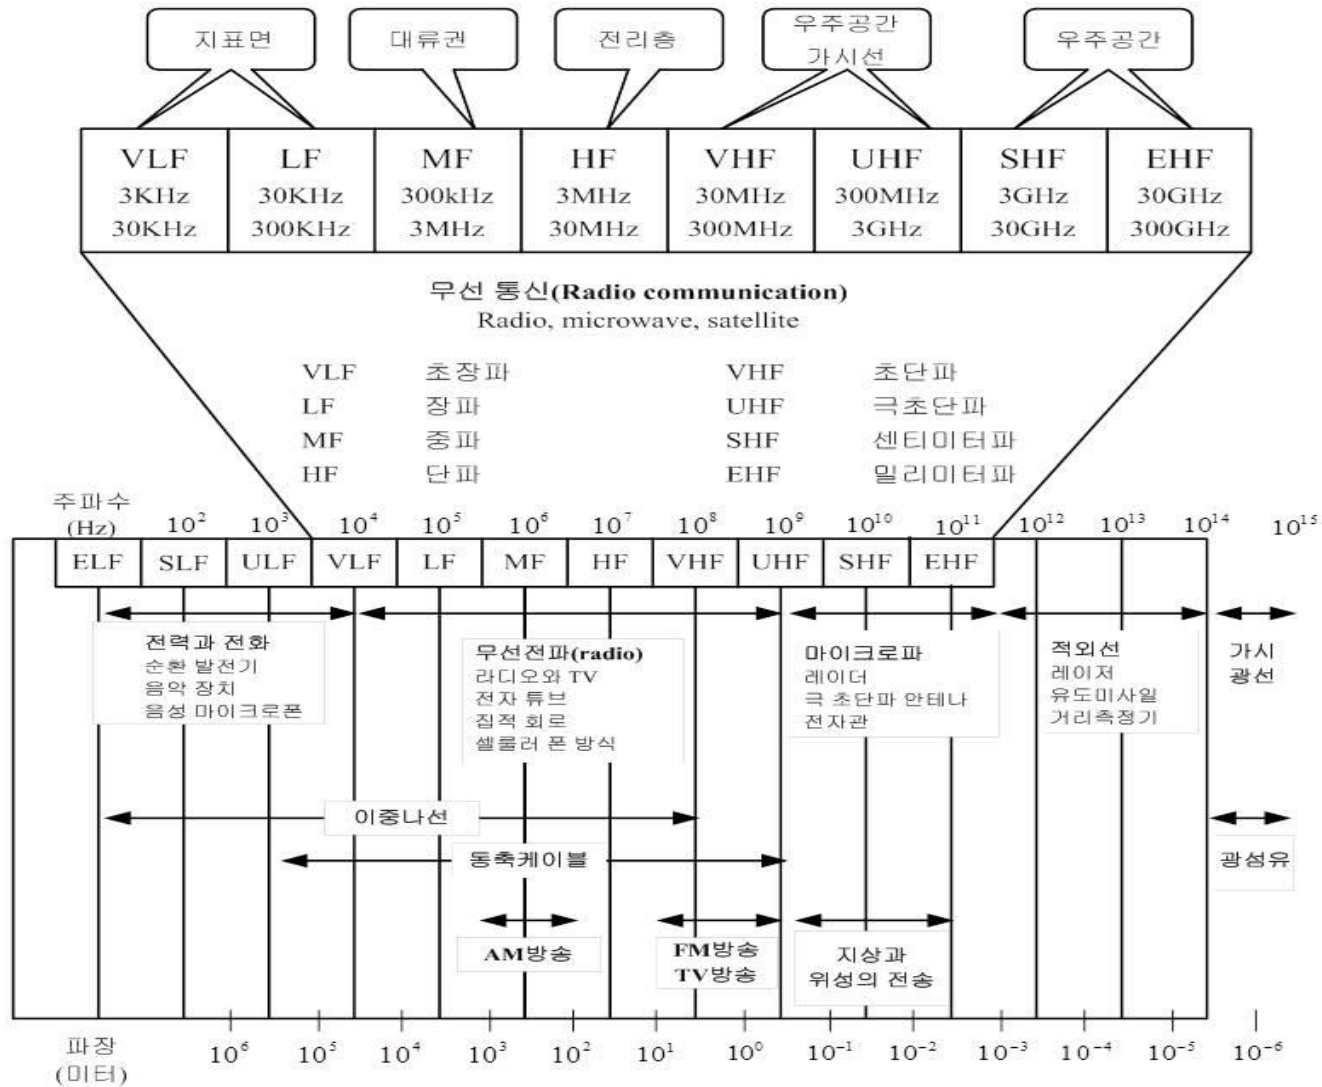 지표면
대류권
전리층
우주공간
가시선
우주공간
VLF LF MF HF VHF UHF SHF EHF
3KHz 30KHz 300kHz 3MHz 30MHz 300MHz 3GHz 30GHz
30KHz 300KHz 3MHz 30MHz 300MHz 3GHz 30GHz 300GHz
무선 통신(Radio communication)
Radio, microwave, satellite
VLF 초장파 VHF 초단파
LF 장파 UHF 극초단파
MF 중파 SHF 센티미터파
HF 단파 EHF 밀리미터파
주파수
(Hz) 10² 10³ 10⁴ 10⁵ 10⁶ 10⁷ 10⁸ 10⁹ 10¹⁰ 10¹¹ 10¹² 10¹³ 10¹⁴ 10¹⁵
ELF SLF ULF VLF LF MF HF VHF UHF SHF EHF
전력과 전화
순환 발전기
음악 장치
음성 마이크로폰
무선전파(radio)
라디오와 TV
전자 튜브
집적 회로
셀룰러 폰 방식
마이크로파
레이더
극 초단파 안테나
전자관
적외선
레이저
유도미사일
거리측정기
가시
광선
이중나선
동축케이블
광섬유
AM방송
FM방송
TV방송
지상과
위성의 전송
파장
(미터)
10⁶ 10⁵ 10⁴ 10³ 10² 10¹ 10⁰ 10⁻¹ 10⁻² 10⁻³ 10⁻⁴ 10⁻⁵ 10⁻⁶